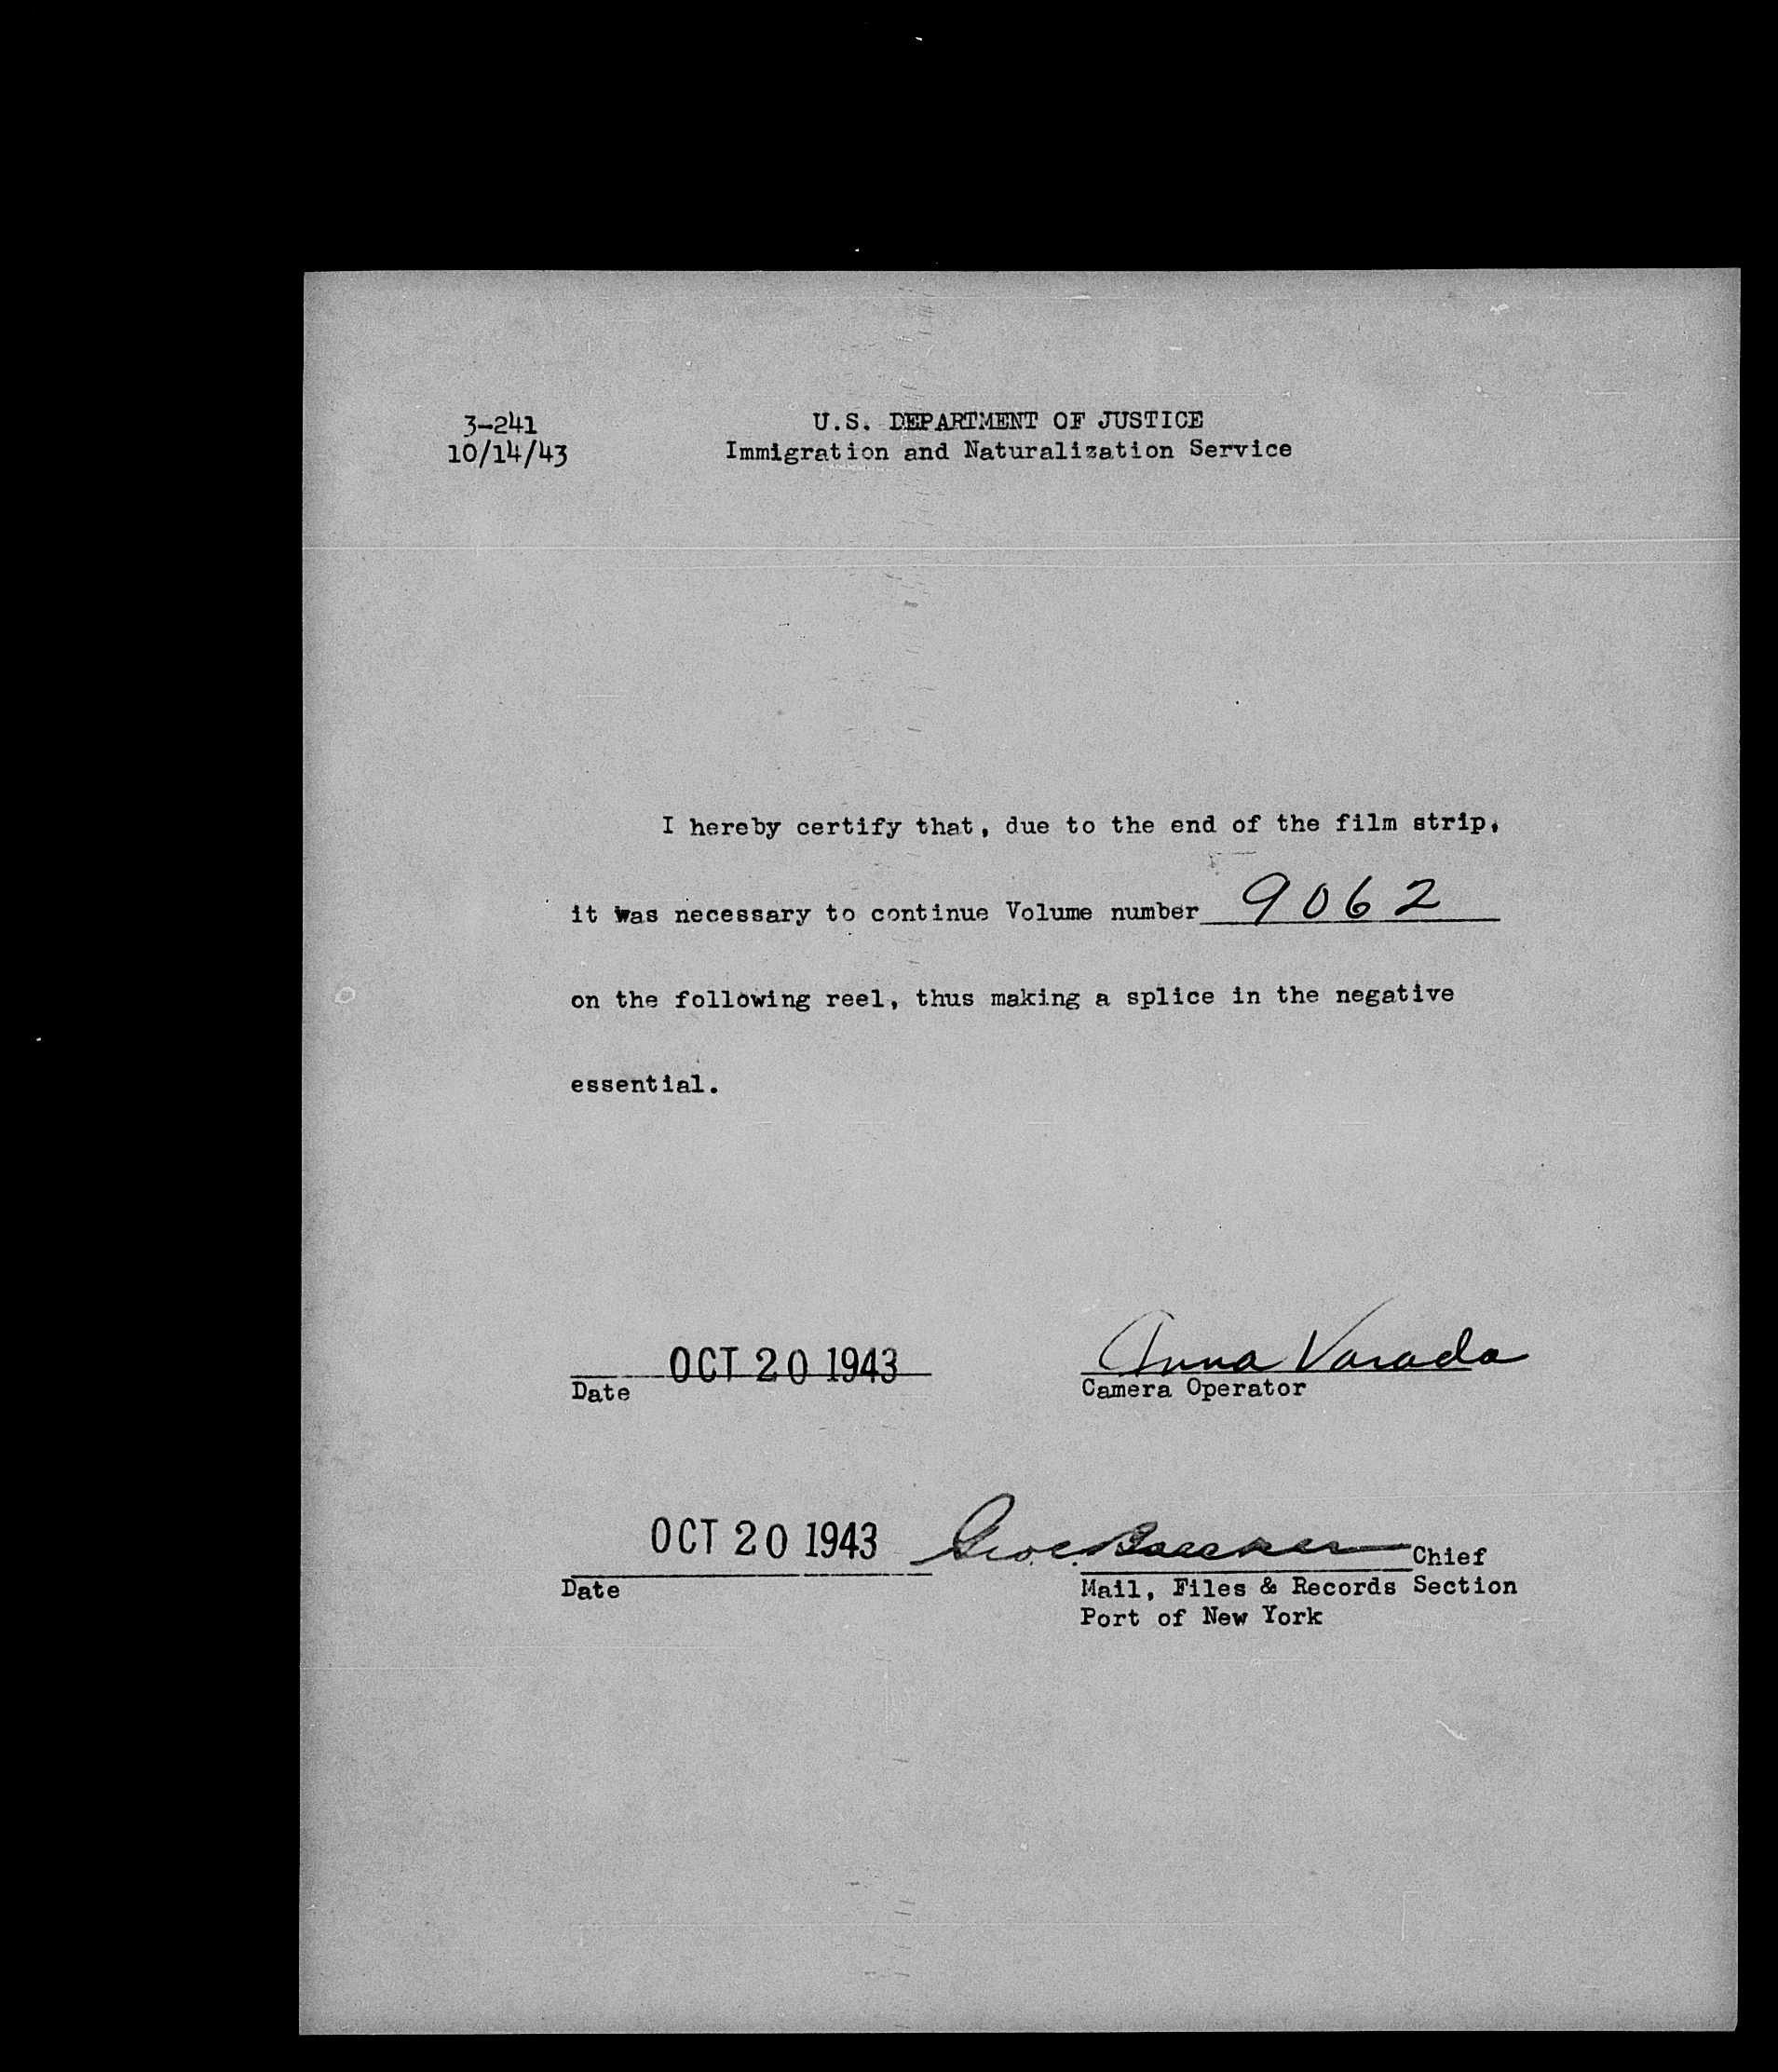 3-241
10/14/43
U.S. DEPARTMENT OF JUSTICE
Immigration and Naturalization Service
I hereby certify that, due to the end of the film strip,
it was necessary to continue Volume number 9062
on the following reel, thus making a splice in the negative
essential.
OCT 20 1943
Date
Anna Varada
Camera Operator
OCT 20 1943
Date
Chief
Mail, Files & Records Section
Port of New York